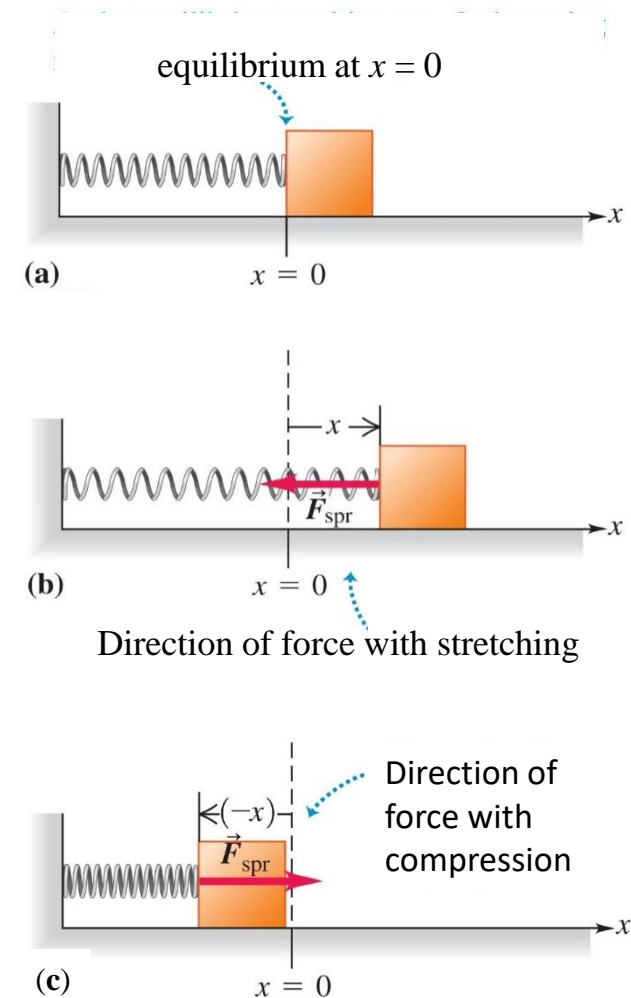 equilibrium at x = 0
x
(a)
x = 0
x
F⃗spr
x
(b)
x = 0
Direction of force with stretching
Direction of
force with
compression
(−x)
F⃗spr
x
(c)
x = 0